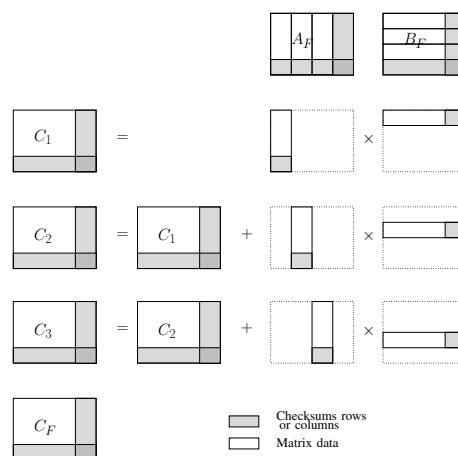 A_F B_F
C_1 = ×
C_2 = C_1 + ×
C_3 = C_2 + ×
C_F
Checksums rows
or columns
Matrix data